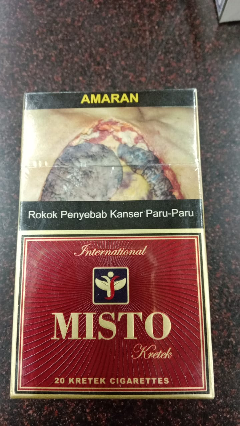 AMARAN
Rokok Penyebab Kanser Paru-Paru
International
MISTO
Kretek
20 KRETEK CIGARETTES